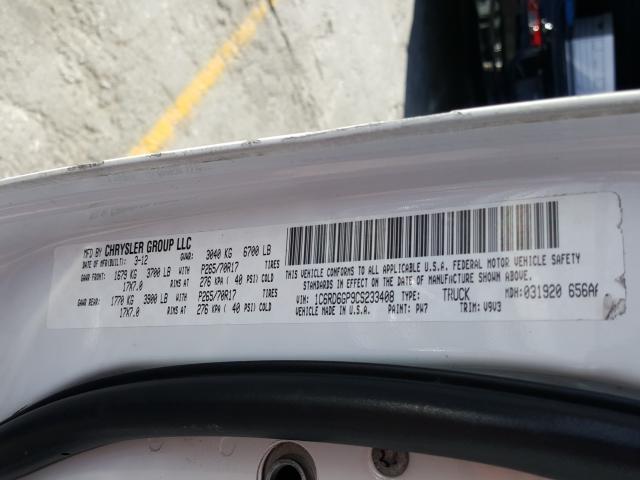 MFD BY CHRYSLER GROUP LLC
DATE OF MFR(BUILT): 3-12 GVWR: 3040 KG 6700 LB
GAWR FRONT: 1679 KG 3700 LB WITH P265/70R17 TIRES
17X7.0 RIMS AT 276 KPA ( 40 PSI) COLD
GAWR REAR: 1770 KG 3900 LB WITH P265/70R17 TIRES
17X7.0 RIMS AT 276 KPA ( 40 PSI) COLD
THIS VEHICLE CONFORMS TO ALL APPLICABLE U.S.A. FEDERAL MOTOR VEHICLE SAFETY
STANDARDS IN EFFECT ON THE DATE OF MANUFACTURE SHOWN ABOVE.
VIN: 1C6RD6GP9CS233408 TYPE: TRUCK MDH: 031920 656A
VEHICLE MADE IN U.S.A. PAINT: PW7 TRIM: V9V3